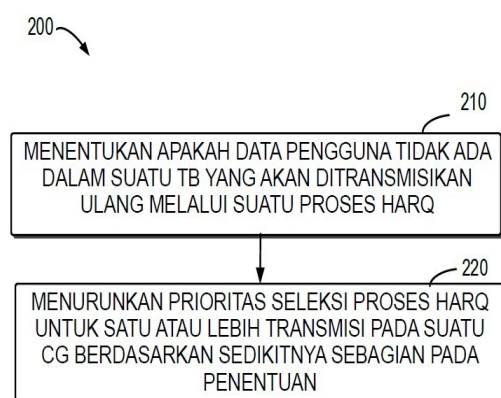 200
210
MENENTUKAN APAKAH DATA PENGGUNA TIDAK ADA
DALAM SUATU TB YANG AKAN DITRANSMISIKAN
ULANG MELALUI SUATU PROSES HARQ
220
MENURUNKAN PRIORITAS SELEKSI PROSES HARQ
UNTUK SATU ATAU LEBIH TRANSMISI PADA SUATU
CG BERDASARKAN SEDIKITNYA SEBAGIAN PADA
PENENTUAN